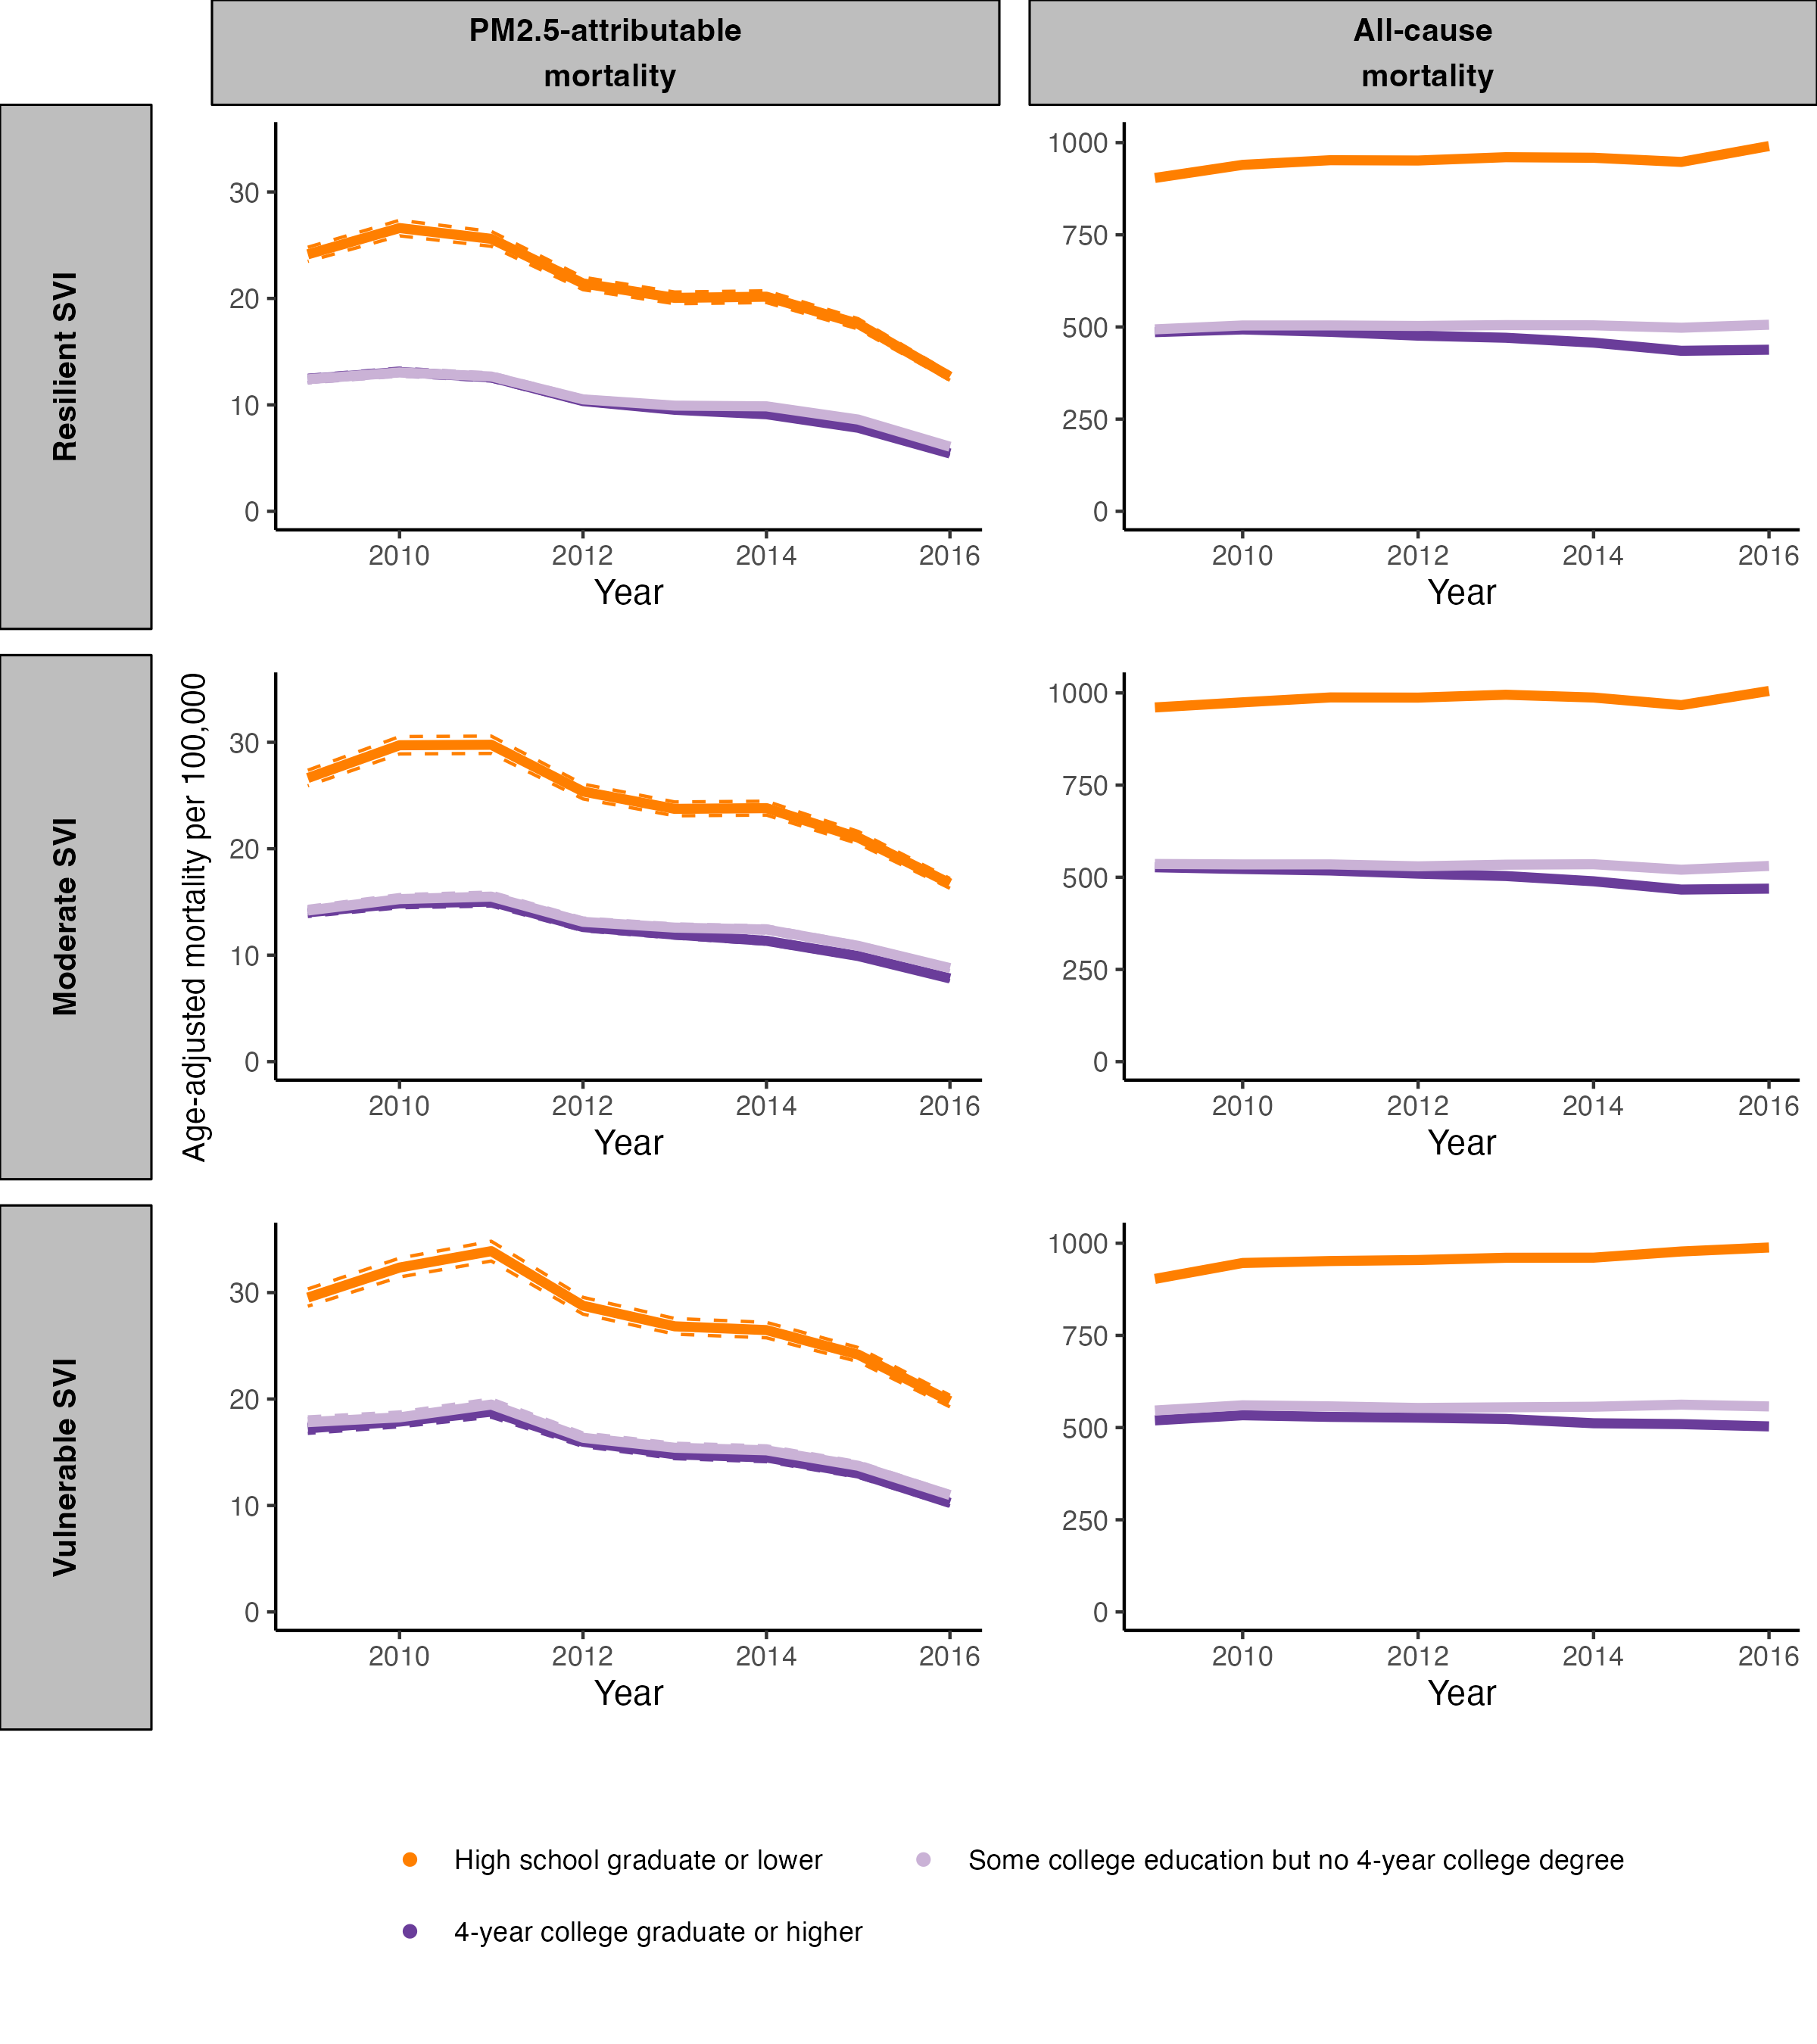 PM2.5-attributable
mortality
All-cause
mortality
Resilient SVI
30
20
10
0
2010 2012 2014 2016
Year
1000
750
500
250
0
2010 2012 2014 2016
Year
Moderate SVI
Age-adjusted mortality per 100,000
30
20
10
0
2010 2012 2014 2016
Year
1000
750
500
250
0
2010 2012 2014 2016
Year
Vulnerable SVI
30
20
10
0
2010 2012 2014 2016
Year
1000
750
500
250
0
2010 2012 2014 2016
Year
High school graduate or lower
Some college education but no 4-year college degree
4-year college graduate or higher